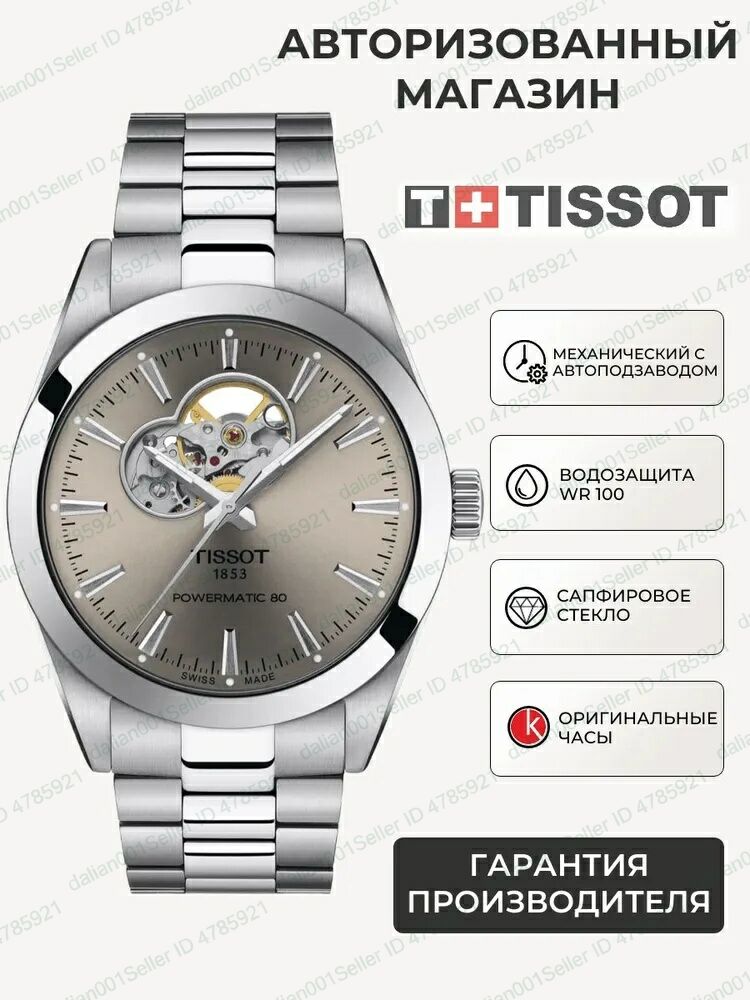 АВТОРИЗОВАННЫЙ
МАГАЗИН
T+TISSOT
МЕХАНИЧЕСКИЙ С
АВТОПОДЗАВОДОМ
ВОДОЗАЩИТА
WR 100
САПФИРОВОЕ
СТЕКЛО
k ОРИГИНАЛЬНЫЕ
ЧАСЫ
ГАРАНТИЯ
ПРОИЗВОДИТЕЛЯ
TISSOT
1853
POWERMATIC 80
SWISS MADE
dalian001Seller ID 4785921